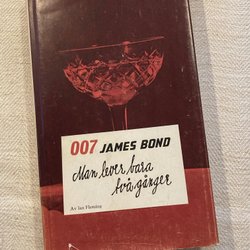 007 JAMES BOND
Man lever bara
två gånger
Av Ian Fleming